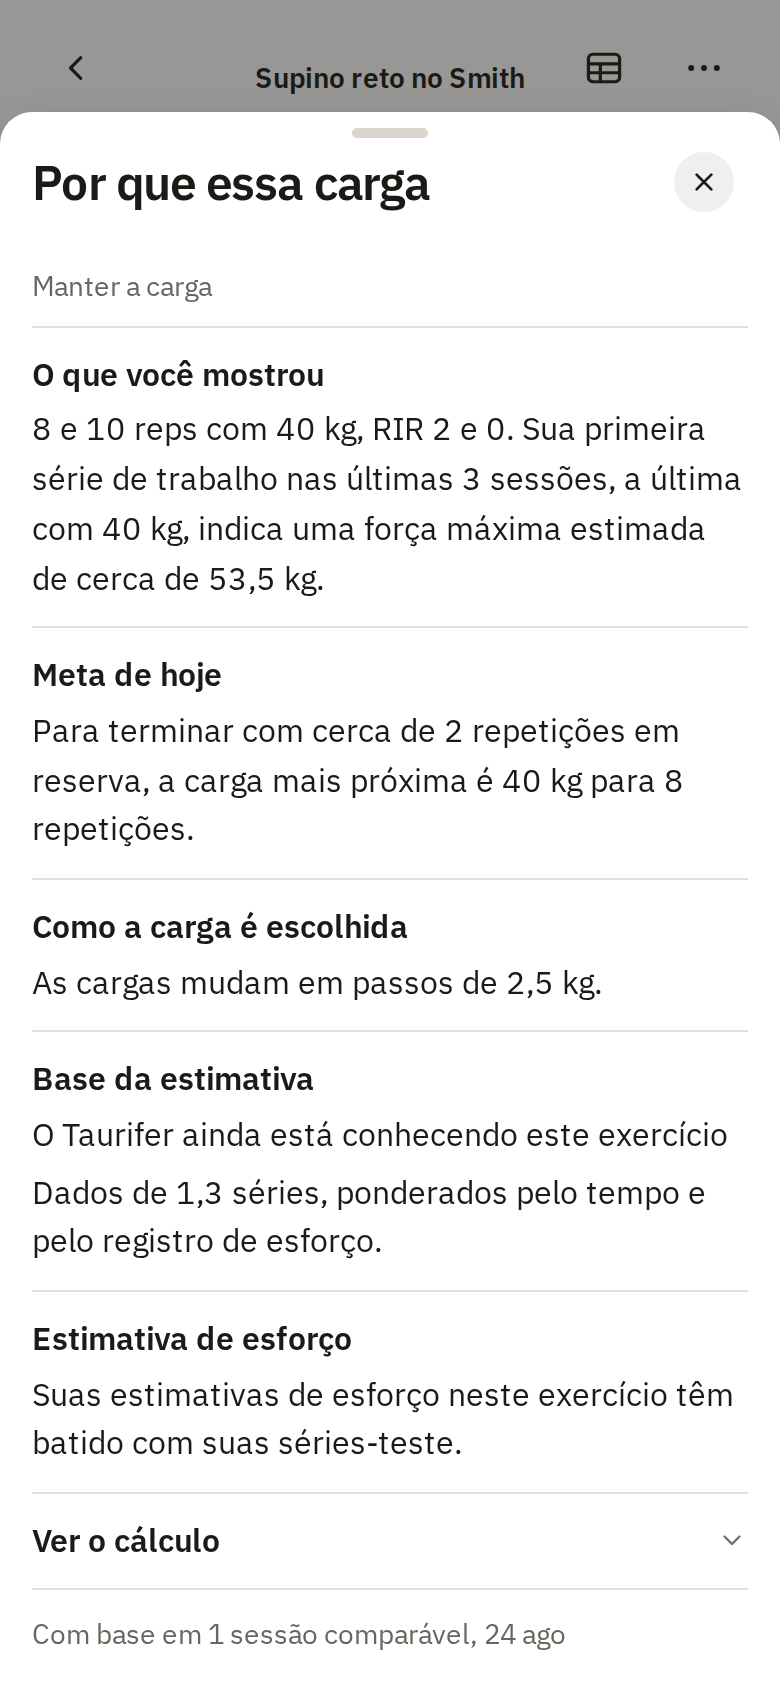 Supino reto no Smith
Por que essa carga
Manter a carga
O que você mostrou
8 e 10 reps com 40 kg, RIR 2 e 0. Sua primeira
série de trabalho nas últimas 3 sessões, a última
com 40 kg, indica uma força máxima estimada
de cerca de 53,5 kg.
Meta de hoje
Para terminar com cerca de 2 repetições em
reserva, a carga mais próxima é 40 kg para 8
repetições.
Como a carga é escolhida
As cargas mudam em passos de 2,5 kg.
Base da estimativa
O Taurifer ainda está conhecendo este exercício
Dados de 1,3 séries, ponderados pelo tempo e
pelo registro de esforço.
Estimativa de esforço
Suas estimativas de esforço neste exercício têm
batido com suas séries-teste.
Ver o cálculo
Com base em 1 sessão comparável, 24 ago